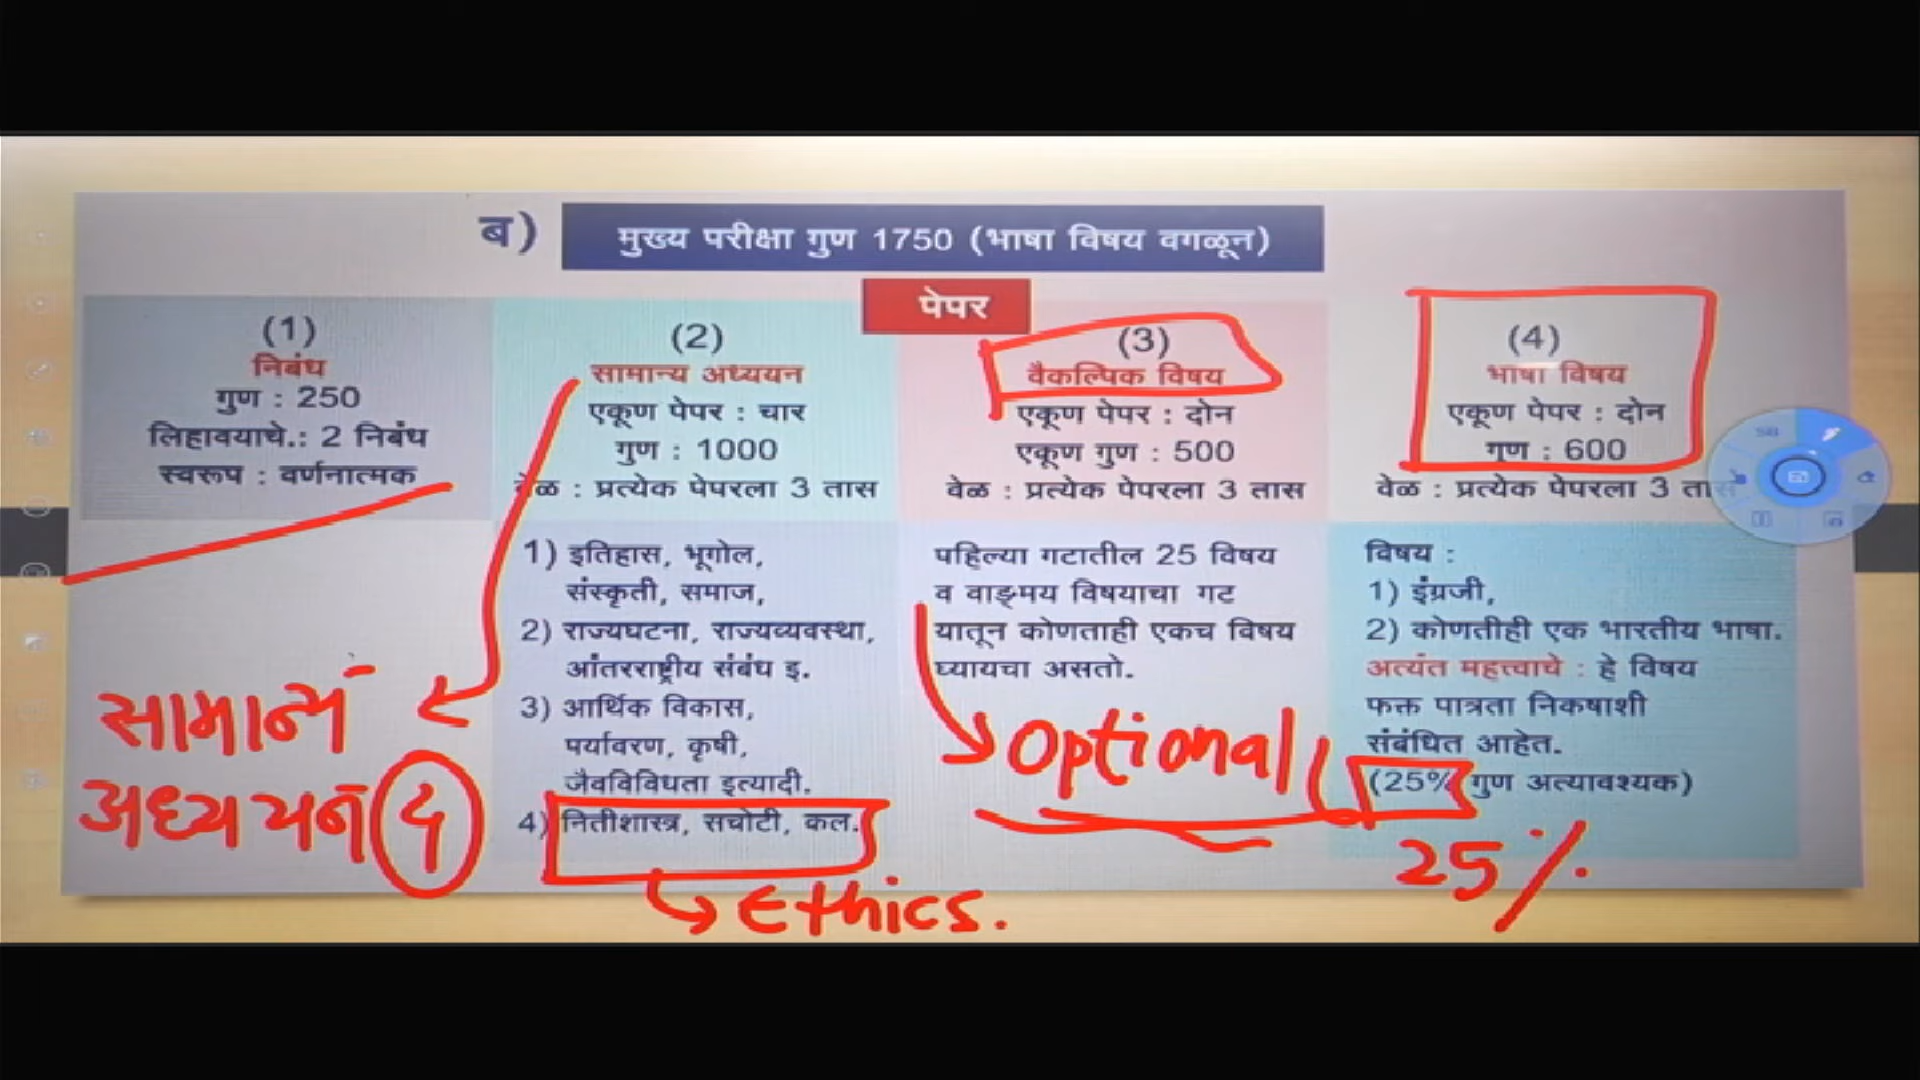 ब)
मुख्य परीक्षा गुण 1750 (भाषा विषय वगळून)
पेपर
(1)
निबंध
गुण : 250
लिहावयाचे.: 2 निबंध
स्वरूप : वर्णनात्मक
(2)
सामान्य अध्ययन
एकूण पेपर : चार
गुण : 1000
वेळ : प्रत्येक पेपरला 3 तास
1) इतिहास, भूगोल,
संस्कृती, समाज,
2) राज्यघटना, राज्यव्यवस्था,
आंतरराष्ट्रीय संबंध इ.
3) आर्थिक विकास,
पर्यावरण, कृषी,
जैवविविधता इत्यादी.
4) नितीशास्त्र, सचोटी, कल.
(3)
वैकल्पिक विषय
एकूण पेपर : दोन
एकूण गुण : 500
वेळ : प्रत्येक पेपरला 3 तास
पहिल्या गटातील 25 विषय
व वाङ्मय विषयाचा गट
यातून कोणताही एकच विषय
घ्यायचा असतो.
(4)
भाषा विषय
एकूण पेपर : दोन
गुण : 600
वेळ : प्रत्येक पेपरला 3 तास
विषय :
1) इंग्रजी,
2) कोणतीही एक भारतीय भाषा.
अत्यंत महत्त्वाचे : हे विषय
फक्त पात्रता निकषाशी
संबंधित आहेत.
(25% गुण अत्यावश्यक)
सामान्य
अध्ययन
Optional
25%.
Ethics.